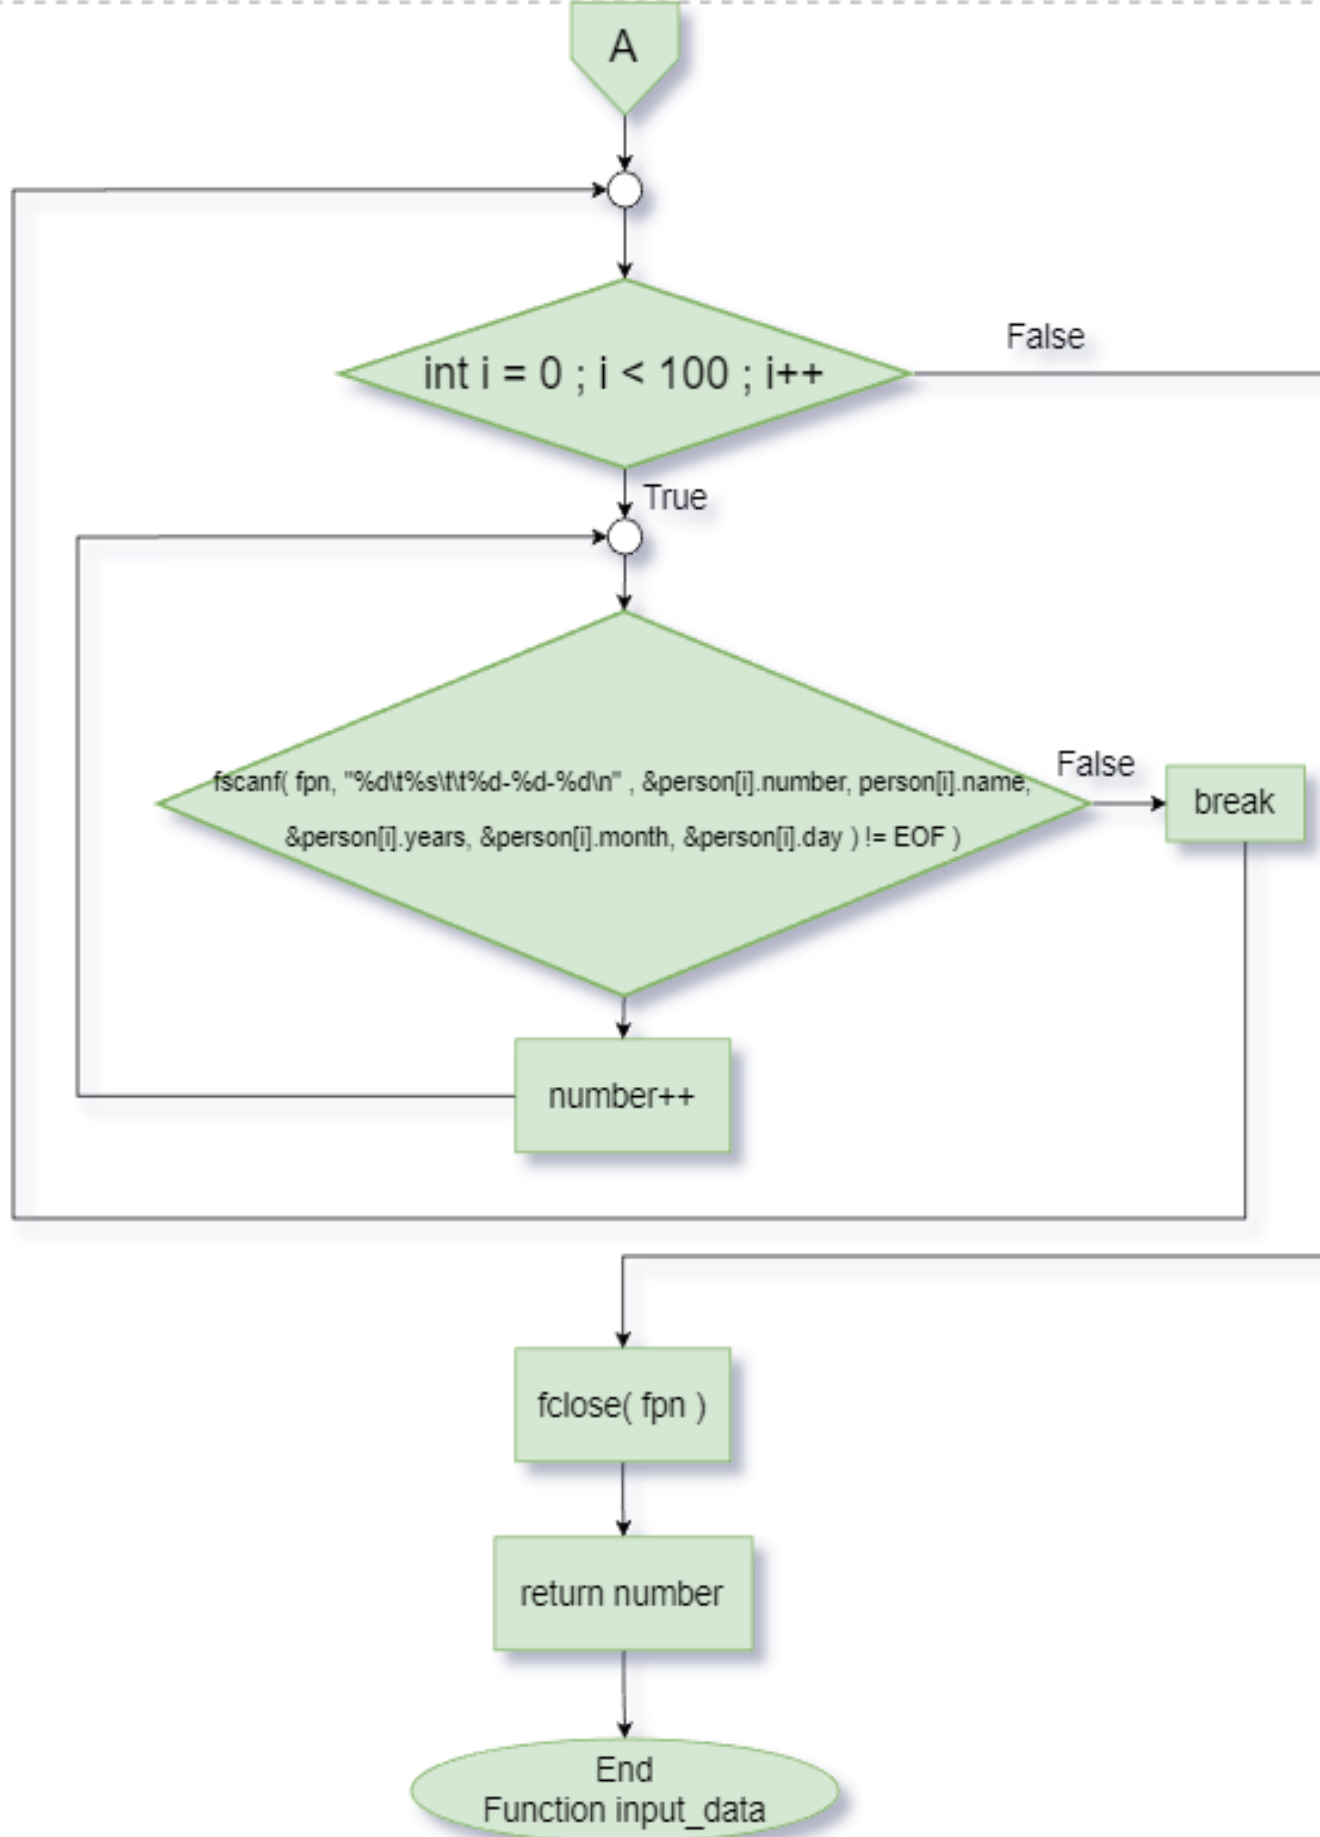 A
int i = 0 ; i < 100 ; i++
False
True
fscanf( fpn, "%d\t%s\t\t%d-%d-%d\n" , &person[i].number, person[i].name,
&person[i].years, &person[i].month, &person[i].day ) != EOF )
False
break
number++
fclose( fpn )
return number
End
Function input_data